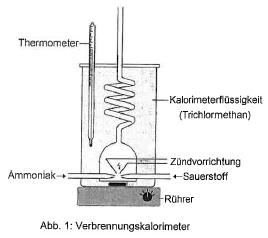 Thermometer
Kalorimeterflüssigkeit
(Trichlormethan)
Zündvorrichtung
Ammoniak
Sauerstoff
Rührer
Abb. 1: Verbrennungskalorimeter